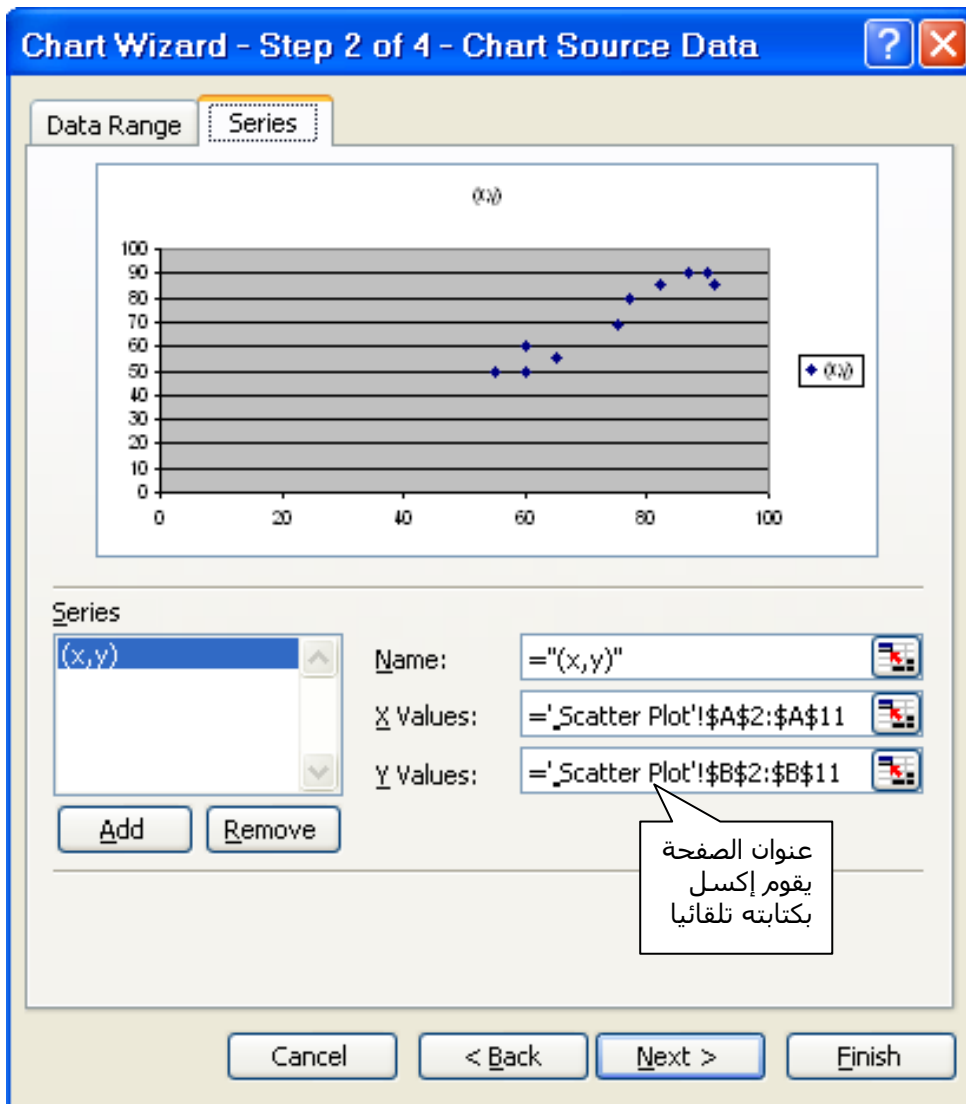 Chart Wizard - Step 2 of 4 - Chart Source Data
Data Range
Series
100
90
80
70
60
50
40
30
20
10
0
0 20 40 60 80 100
Series
(x,y)
Name:
="(x,y)"
X Values:
='_Scatter Plot'!$A$2:$A$11
Y Values:
='_Scatter Plot'!$B$2:$B$11
Add
Remove
عنوان الصفحة
يقوم إكسل
بكتابته تلقائيا
Cancel
< Back
Next >
Finish